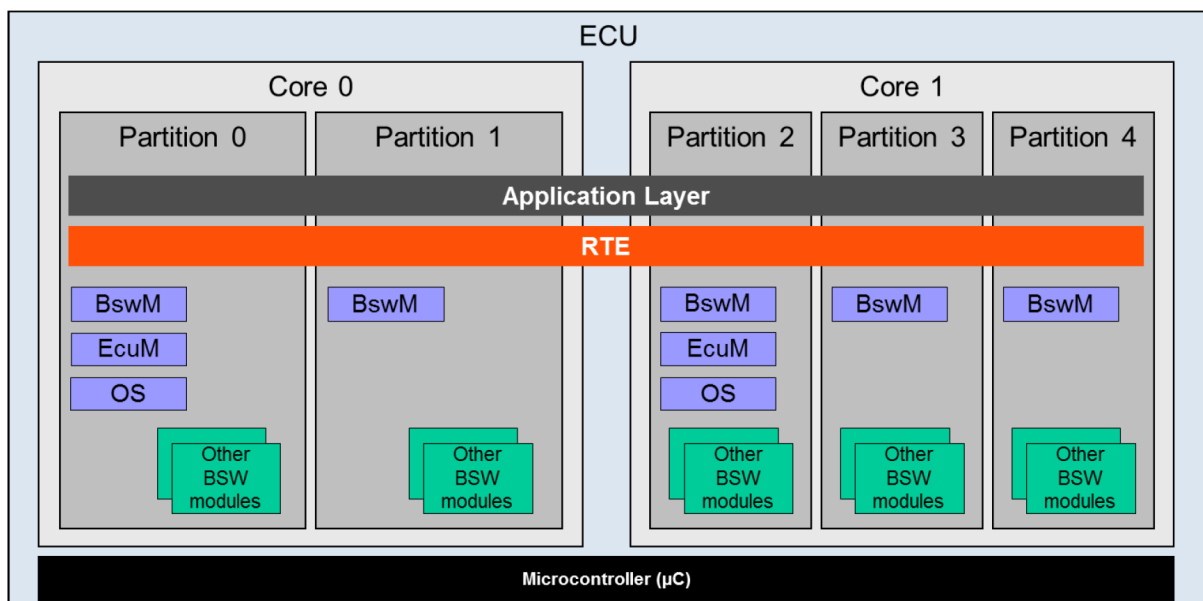 ECU
Core 0
Core 1
Partition 0
Partition 1
Partition 2
Partition 3
Partition 4
Application Layer
RTE
BswM
BswM
BswM
BswM
BswM
EcuM
EcuM
OS
OS
Other
BSW
modules
Other
BSW
modules
Other
BSW
modules
Other
BSW
modules
Other
BSW
modules
Microcontroller (µC)